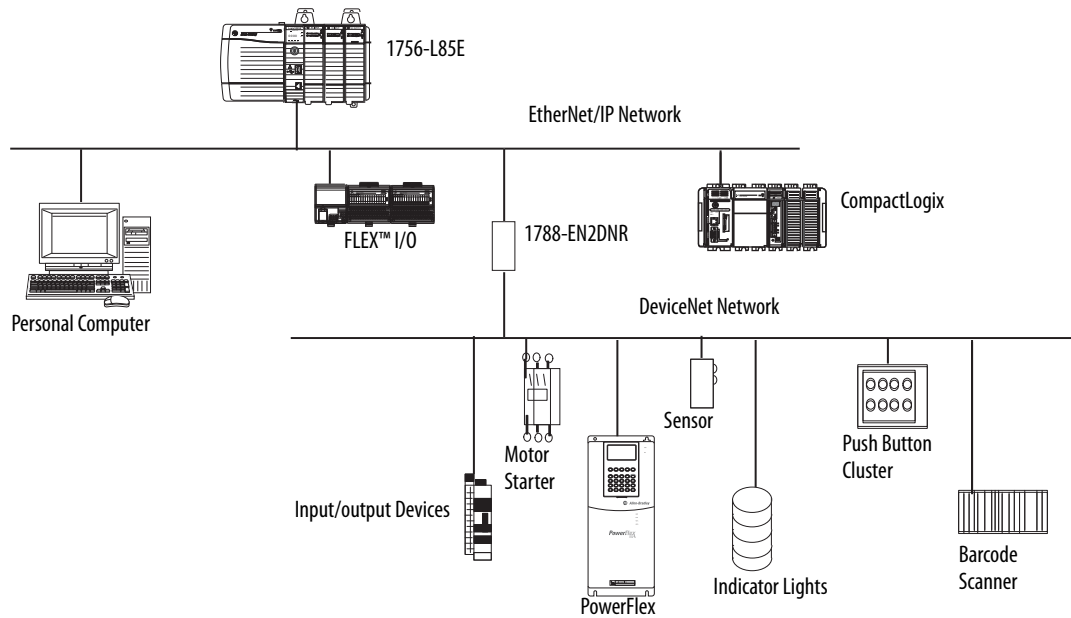 1756-L85E
EtherNet/IP Network
CompactLogix
FLEX™ I/O
1788-EN2DNR
Personal Computer
DeviceNet Network
Sensor
Motor
Starter
Push Button
Cluster
Input/output Devices
PowerFlex
Barcode
Scanner
Indicator Lights
PowerFlex